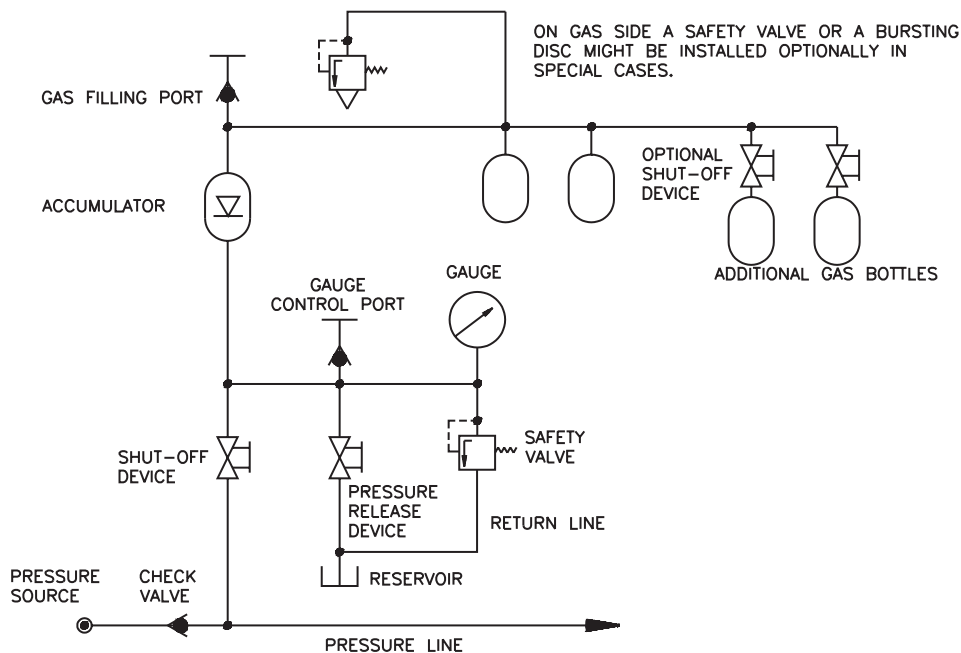 ON GAS SIDE A SAFETY VALVE OR A BURSTING
DISC MIGHT BE INSTALLED OPTIONALLY IN
SPECIAL CASES.
GAS FILLING PORT
OPTIONAL
SHUT-OFF
DEVICE
ACCUMULATOR
ADDITIONAL GAS BOTTLES
GAUGE
CONTROL PORT
GAUGE
SHUT-OFF
DEVICE
SAFETY
VALVE
PRESSURE
RELEASE
DEVICE
RETURN LINE
RESERVOIR
PRESSURE
SOURCE
CHECK
VALVE
PRESSURE LINE